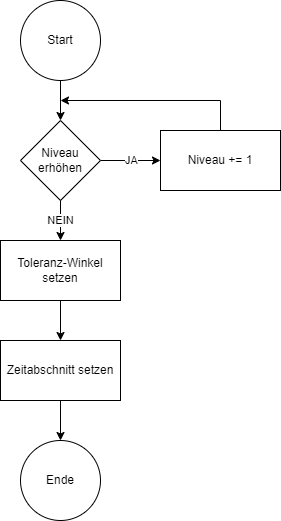 Start
Niveau
erhöhen
JA
Niveau += 1
NEIN
Toleranz-Winkel
setzen
Zeitabschnitt setzen
Ende